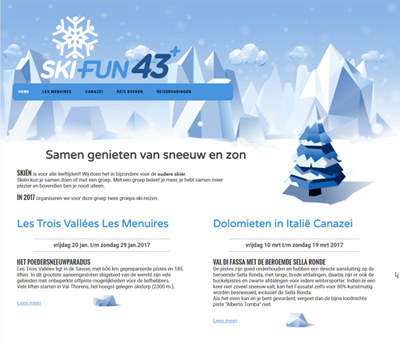 SKI-FUN 43+
HOME LES MENUIRES CANAZEI REIS BOEKEN REISERVARINGEN
Samen genieten van sneeuw en zon
SKIËN is voor alle leeftijden!! Wij doen het in bijzondere voor de oudere skiër.
Skiën kun je samen doen of met een groep. Met een groep beleef je meer, je hebt samen meer
plezier en bovendien ben je nooit alleen.
IN 2017 organiseren we voor deze groep twee groeps ski-reizen:
Les Trois Vallées Les Menuires
vrijdag 20 jan. t/m zondag 29 jan.2017
HET POEDERSNEEUWPARADIJS
Les Trois Vallées ligt in de Savoie, met 606 km geprepareerde pisten en 185
liften. In dit grootste aaneengesloten skigebied van de wereld zijn vele
gebieden met onbeperkte offpiste mogelijkheden voor de liefhebbers.
Vele liften starten in Val Thorens, het hoogst gelegen skidorp (2300 m.).
Lees meer
Dolomieten in Italië Canazei
vrijdag 10 mrt t/m zondag 19 mrt 2017
VAL DI FASSA MET DE BEROEMDE SELLA RONDE
De pistes zijn goed onderhouden en hebben een directe aansluiting op de
beroemde Sella Ronda, met lange, brede afdalingen, daarbij zijn er ook de
buckelpistes en zwarte afdalingen voor iedere wintersporter. Indien er een
keer niet zoveel sneeuw valt, kan het Fassatal zelfs voor 80% kunstmatig
worden besneeuwd, inclusief de Sella Ronda.
Als het even kan en je bent gevorderd, vergeet dan de bijna loodrechte
piste "Alberto Tomba" niet.
Lees meer